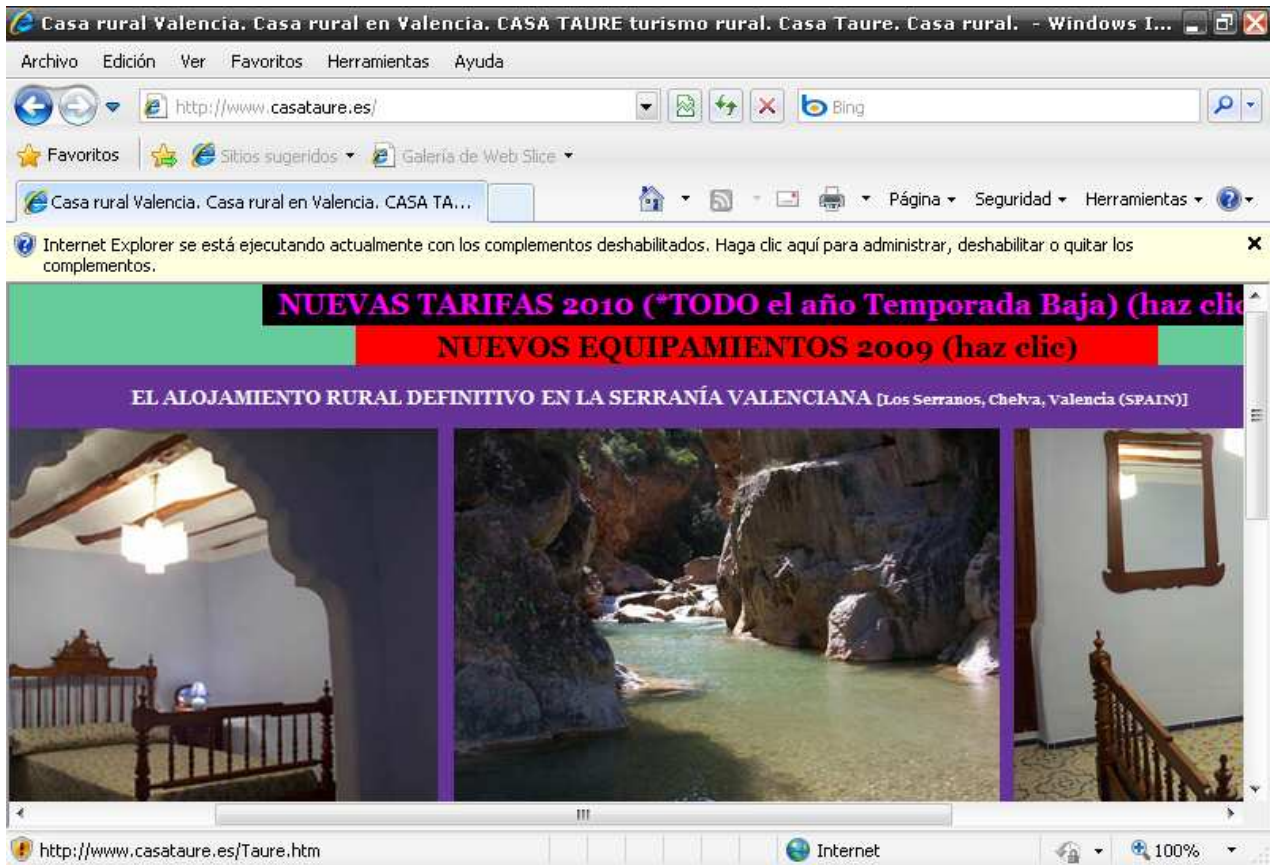 Casa rural Valencia. Casa rural en Valencia. CASA TAURE turismo rural. Casa Taure. Casa rural. - Windows I...
Archivo Edición Ver Favoritos Herramientas Ayuda
http://www.casataure.es/ Bing
Favoritos Sitios sugeridos Galería de Web Slice
Casa rural Valencia. Casa rural en Valencia. CASA TA... Página Seguridad Herramientas
Internet Explorer se está ejecutando actualmente con los complementos deshabilitados. Haga clic aquí para administrar, deshabilitar o quitar los
complementos.
NUEVAS TARIFAS 2010 (*TODO el año Temporada Baja) (haz clic
NUEVOS EQUIPAMIENTOS 2009 (haz clic)
EL ALOJAMIENTO RURAL DEFINITIVO EN LA SERRANÍA VALENCIANA [Los Serranos, Chelva, Valencia (SPAIN)]
http://www.casataure.es/Taure.htm Internet 100%